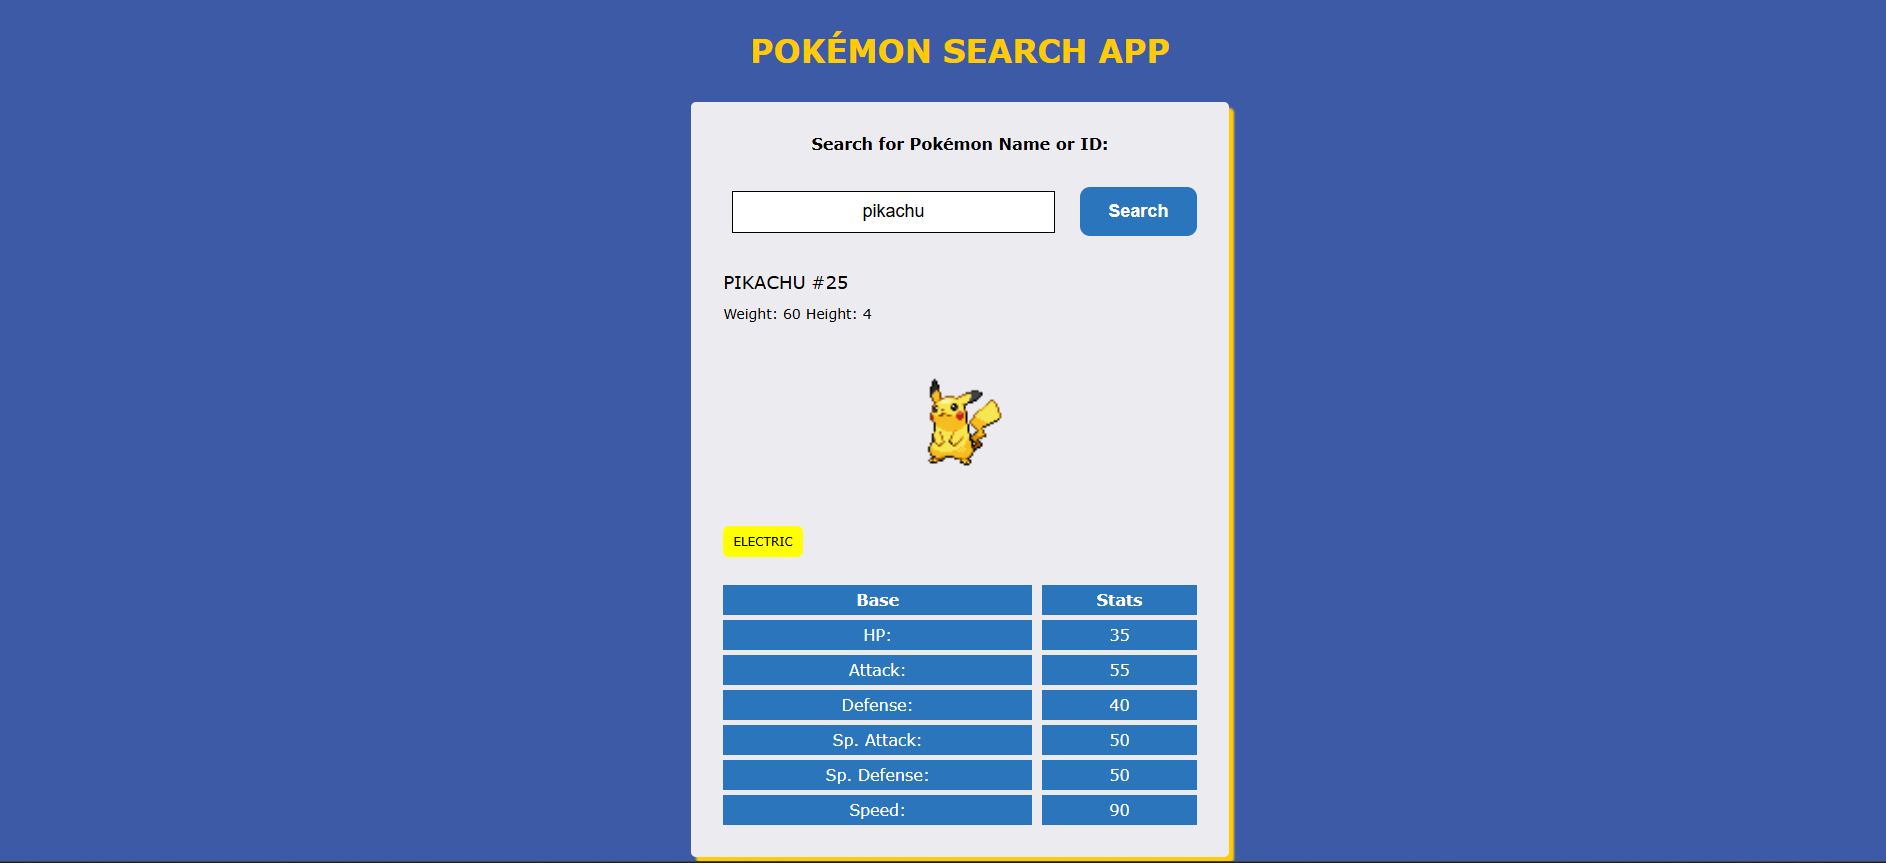 POKÉMON SEARCH APP
Search for Pokémon Name or ID:
pikachu Search
PIKACHU #25
Weight: 60 Height: 4
ELECTRIC
Base Stats
HP: 35
Attack: 55
Defense: 40
Sp. Attack: 50
Sp. Defense: 50
Speed: 90